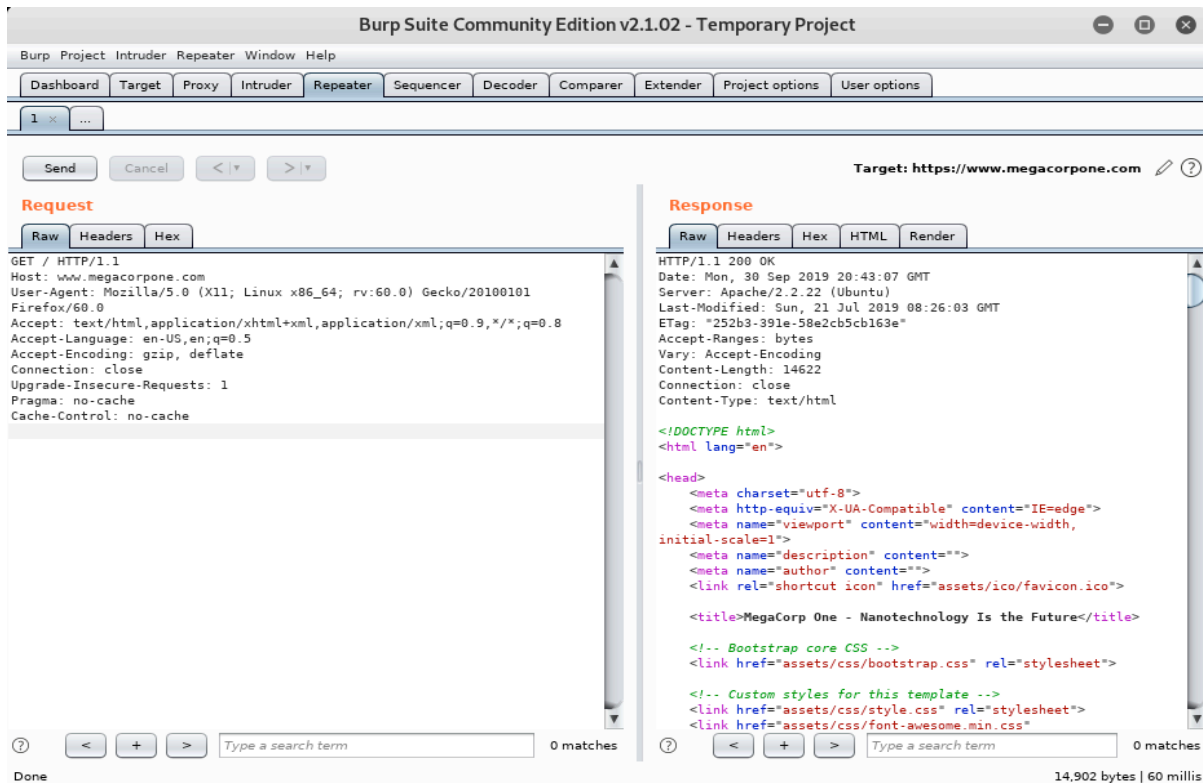 Burp Suite Community Edition v2.1.02 - Temporary Project
Burp Project Intruder Repeater Window Help
Dashboard Target Proxy Intruder Repeater Sequencer Decoder Comparer Extender Project options User options
1 × ...
Send Cancel < ▼ > ▼ Target: https://www.megacorpone.com ?
Request
Raw Headers Hex
GET / HTTP/1.1
Host: www.megacorpone.com
User-Agent: Mozilla/5.0 (X11; Linux x86_64; rv:60.0) Gecko/20100101
Firefox/60.0
Accept: text/html,application/xhtml+xml,application/xml;q=0.9,*/*;q=0.8
Accept-Language: en-US,en;q=0.5
Accept-Encoding: gzip, deflate
Connection: close
Upgrade-Insecure-Requests: 1
Pragma: no-cache
Cache-Control: no-cache
? < + > Type a search term 0 matches
Response
Raw Headers Hex HTML Render
HTTP/1.1 200 OK
Date: Mon, 30 Sep 2019 20:43:07 GMT
Server: Apache/2.2.22 (Ubuntu)
Last-Modified: Sun, 21 Jul 2019 08:26:03 GMT
ETag: "252b3-391e-58e2cb5cb163e"
Accept-Ranges: bytes
Vary: Accept-Encoding
Content-Length: 14622
Connection: close
Content-Type: text/html
<!DOCTYPE html>
<html lang="en">
<head>
<meta charset="utf-8">
<meta http-equiv="X-UA-Compatible" content="IE=edge">
<meta name="viewport" content="width=device-width,
initial-scale=1">
<meta name="description" content="">
<meta name="author" content="">
<link rel="shortcut icon" href="assets/ico/favicon.ico">
<title>MegaCorp One - Nanotechnology Is the Future</title>
<!-- Bootstrap core CSS -->
<link href="assets/css/bootstrap.css" rel="stylesheet">
<!-- Custom styles for this template -->
<link href="assets/css/style.css" rel="stylesheet">
<link href="assets/css/font-awesome.min.css"
? < + > Type a search term 0 matches
Done 14,902 bytes | 60 millis